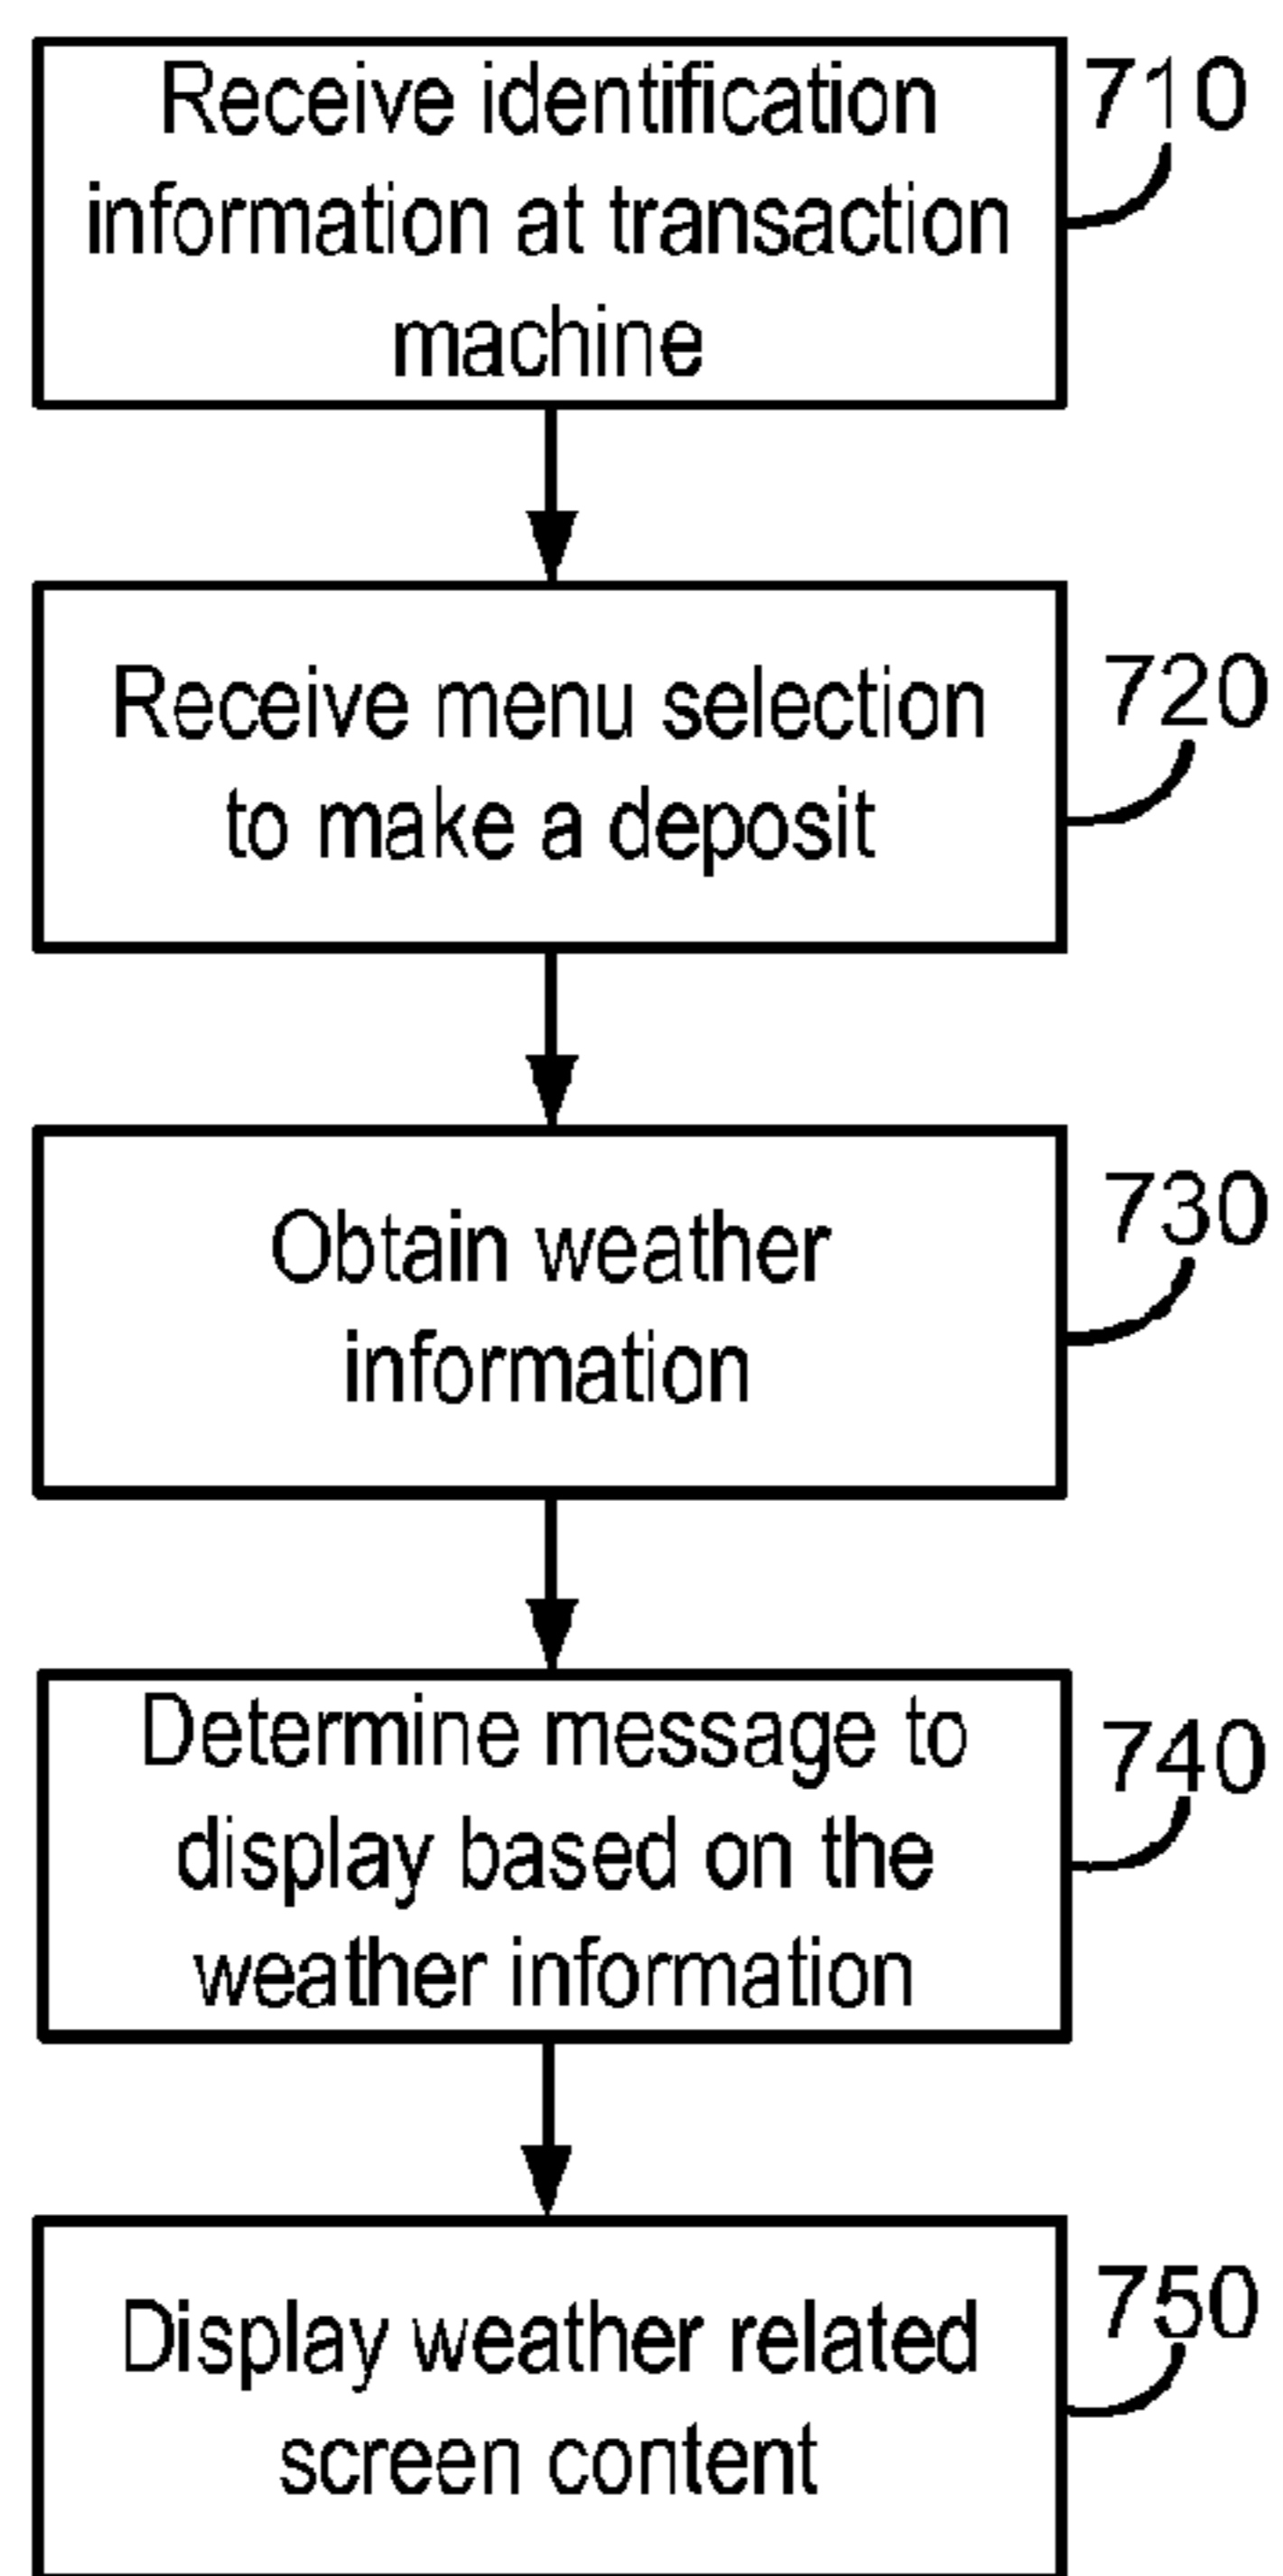 Receive identification
information at transaction
machine
710
Receive menu selection
to make a deposit
720
Obtain weather
information
730
Determine message to
display based on the
weather information
740
Display weather related
screen content
750